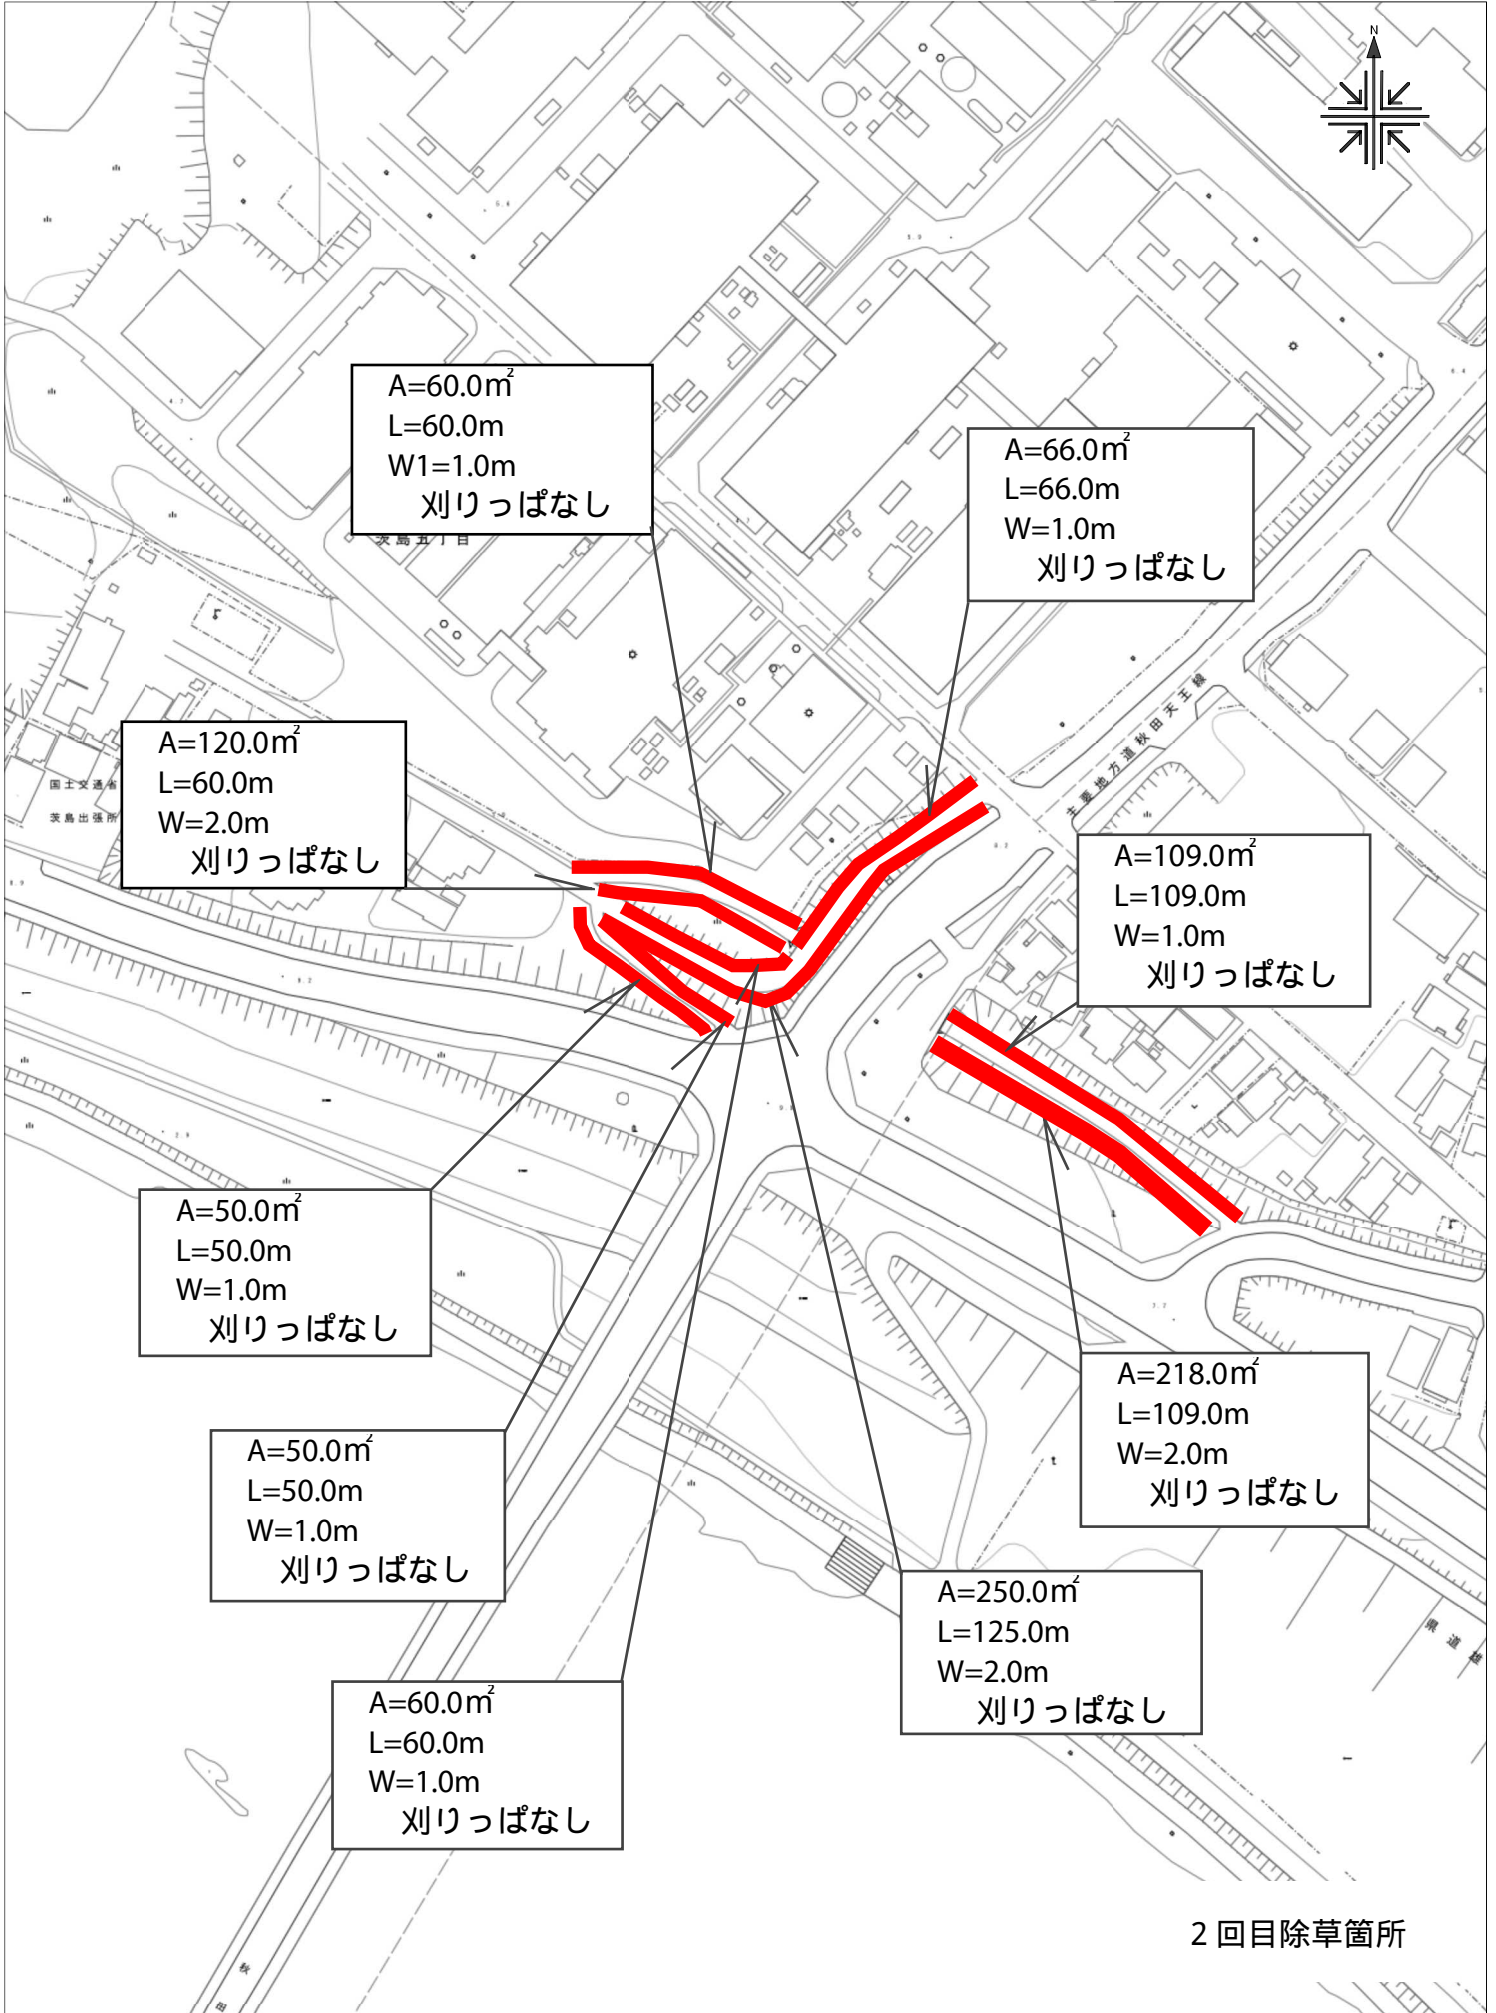 N
A=60.0㎡
L=60.0m
W1=1.0m
刈りっぱなし
茨島五丁目
A=66.0㎡
L=66.0m
W=1.0m
刈りっぱなし
主要地方道秋田天王線
A=120.0㎡
L=60.0m
W=2.0m
刈りっぱなし
国土交通省
茨島出張所
A=109.0㎡
L=109.0m
W=1.0m
刈りっぱなし
A=50.0㎡
L=50.0m
W=1.0m
刈りっぱなし
A=218.0㎡
L=109.0m
W=2.0m
刈りっぱなし
A=50.0㎡
L=50.0m
W=1.0m
刈りっぱなし
A=250.0㎡
L=125.0m
W=2.0m
刈りっぱなし
県道
A=60.0㎡
L=60.0m
W=1.0m
刈りっぱなし
2回目除草箇所
秋
田